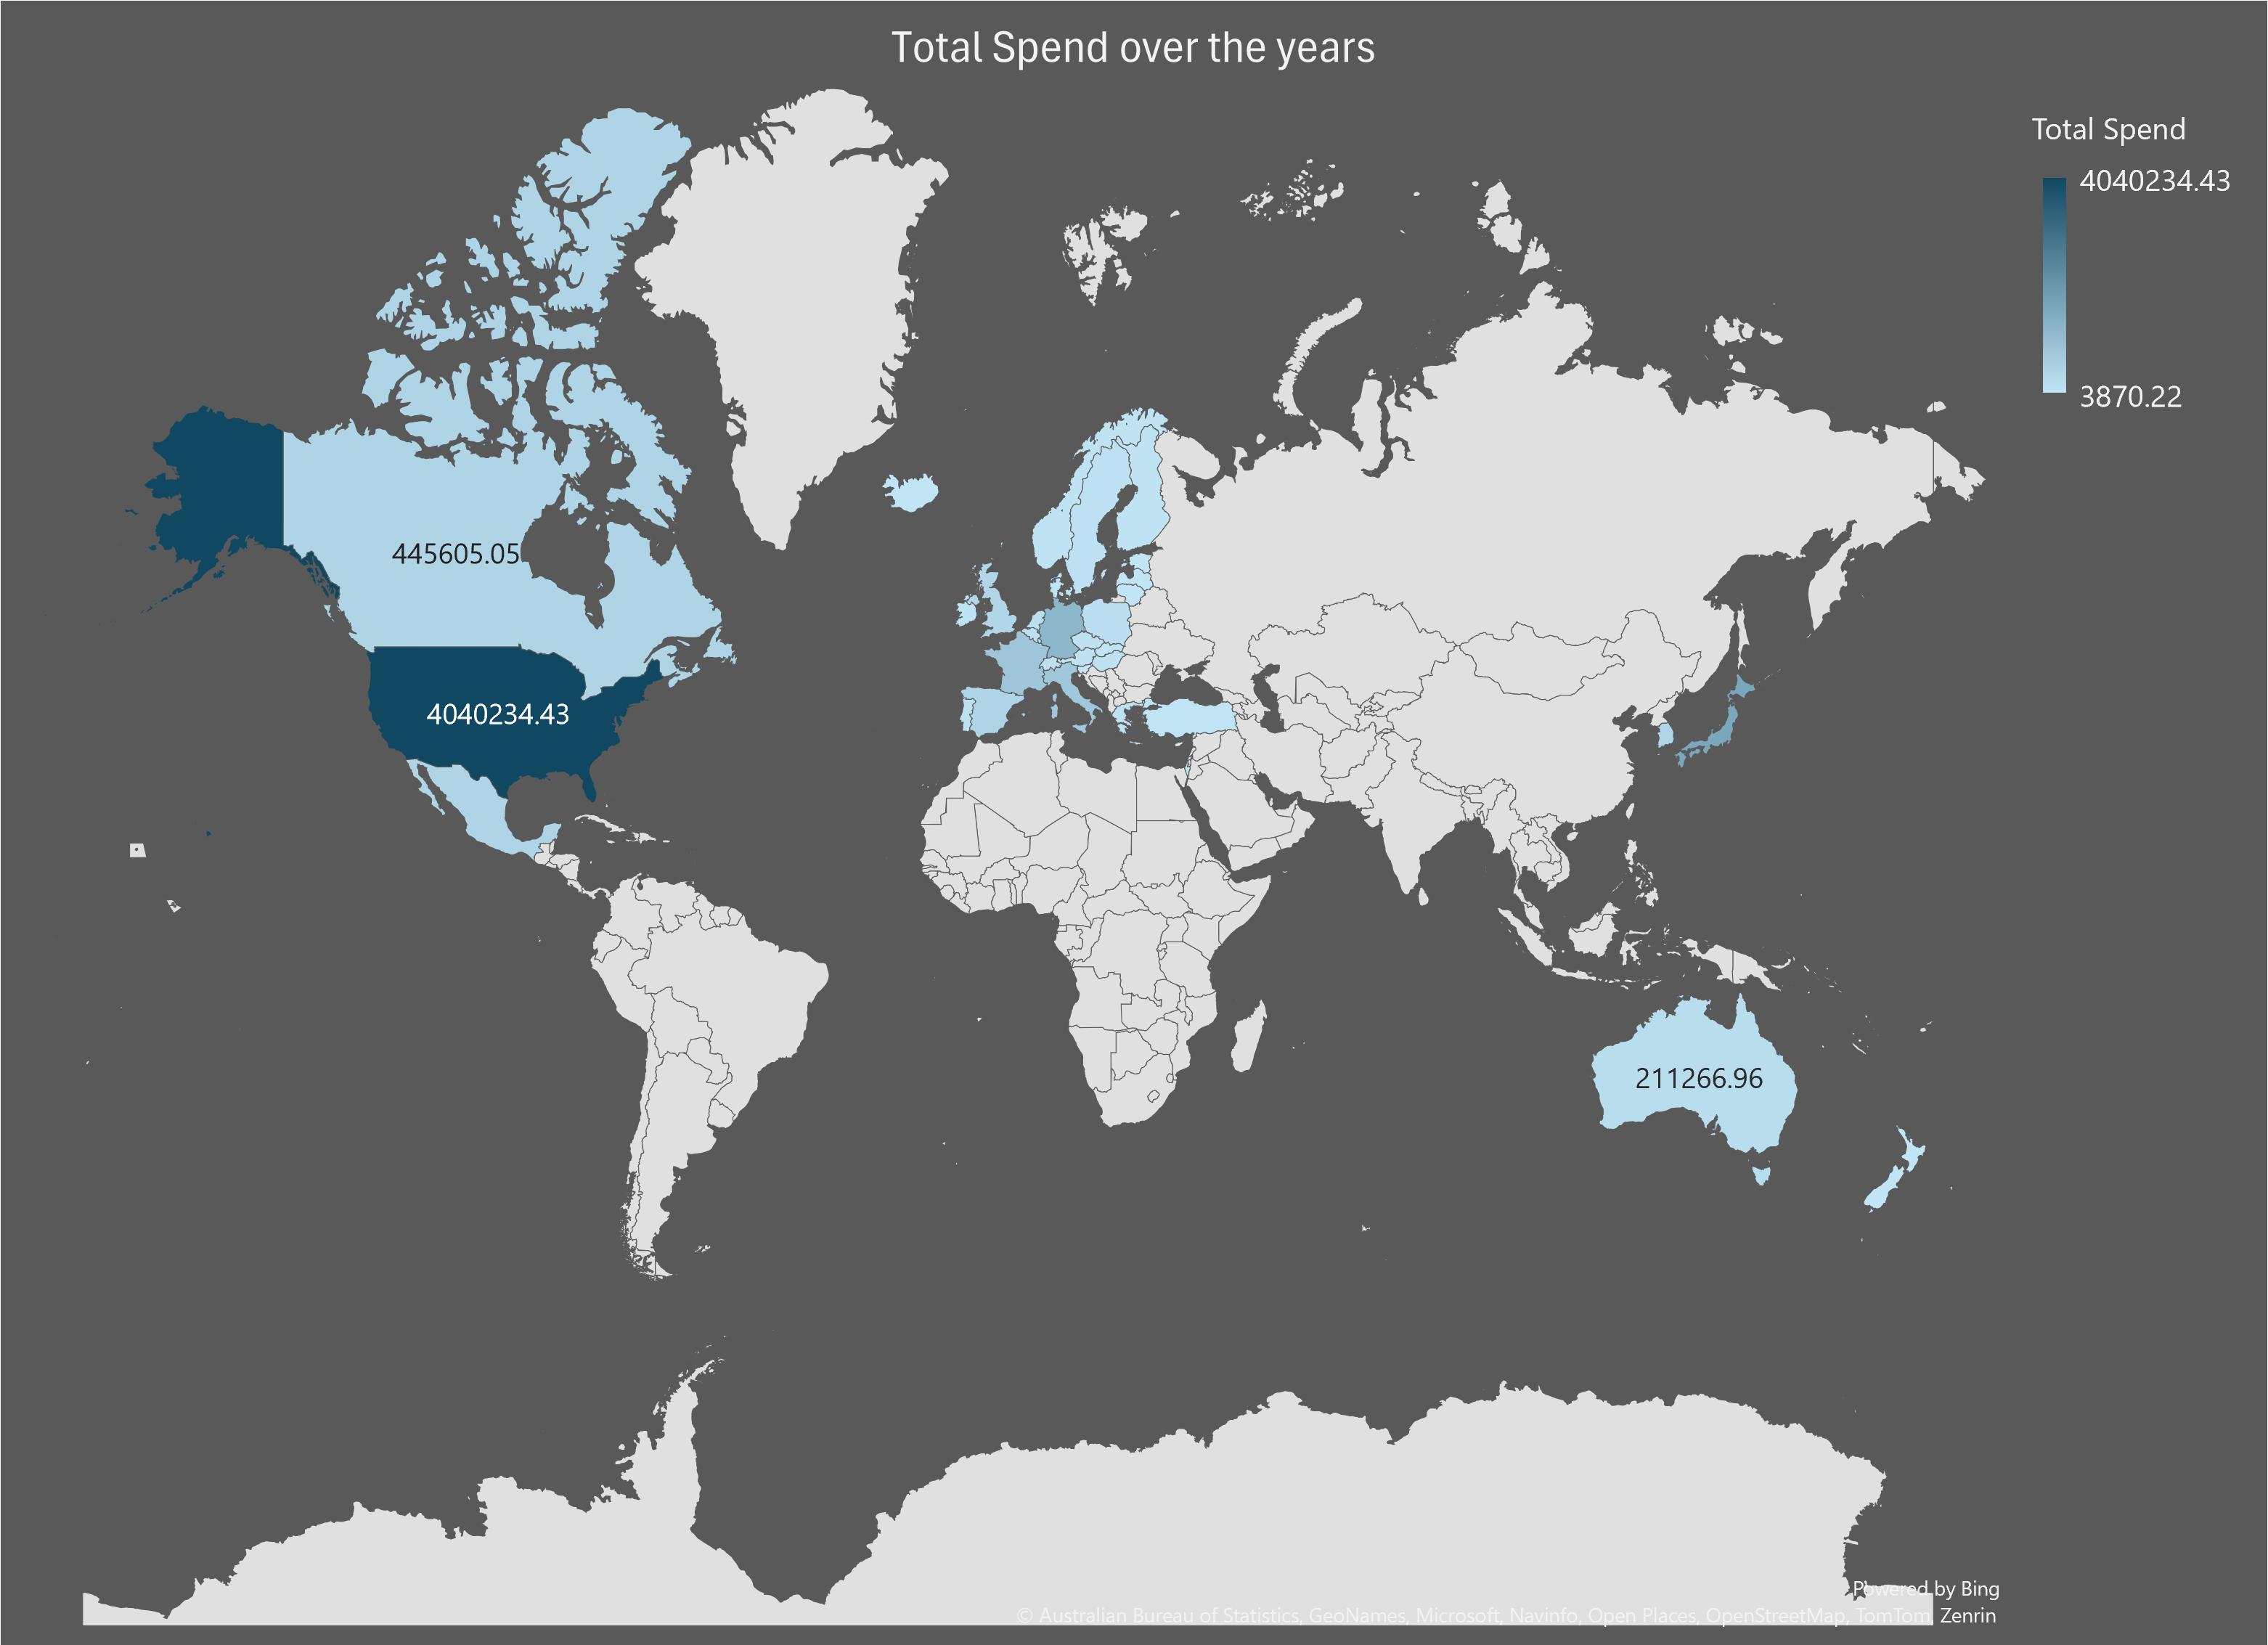 Total Spend over the years
Total Spend
4040234.43
3870.22
445605.05
4040234.43
211266.96
Powered by Bing
© Australian Bureau of Statistics, GeoNames, Microsoft, Navinfo, Open Places, OpenStreetMap, TomTom, Zenrin